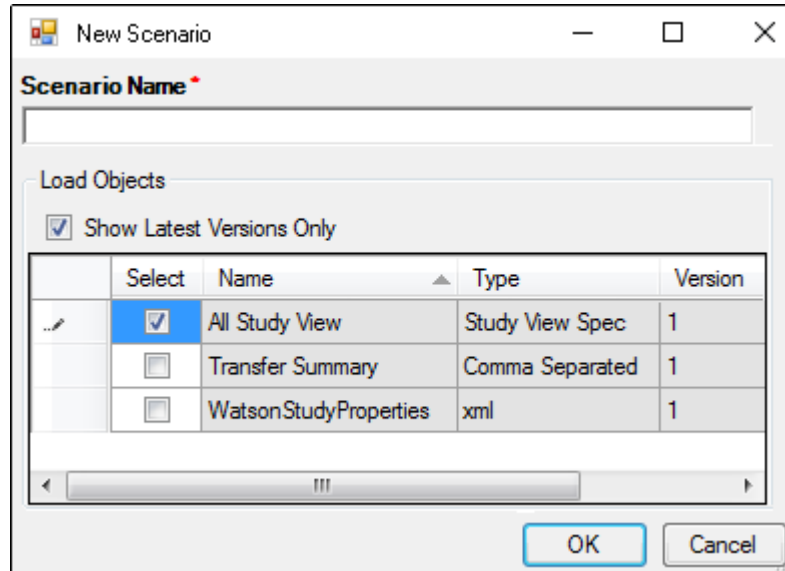 New Scenario
Scenario Name*
Load Objects
Show Latest Versions Only
Select Name Type Version
All Study View Study View Spec 1
Transfer Summary Comma Separated 1
WatsonStudyProperties xml 1
OK Cancel